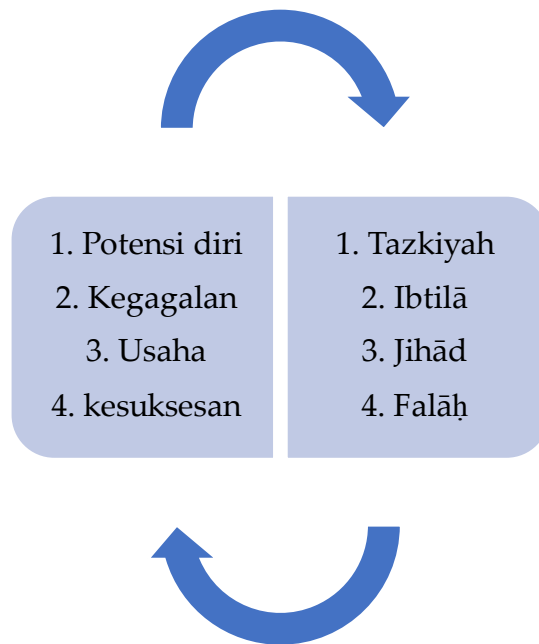 1. Potensi diri
2. Kegagalan
3. Usaha
4. kesuksesan
1. Tazkiyah
2. Ibtilā
3. Jihād
4. Falāḥ